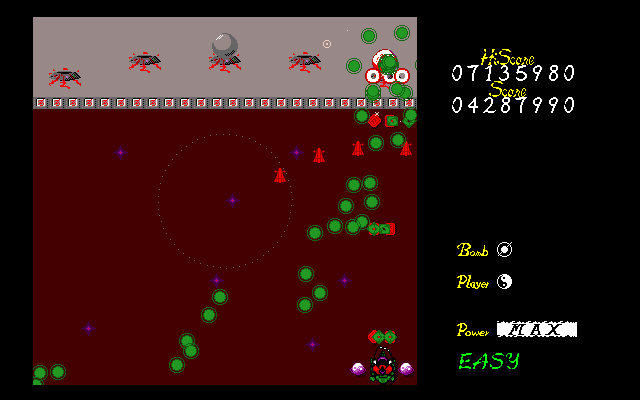 HiScore
07135980
Score
04287990
Bomb
Player
Power MAX
EASY